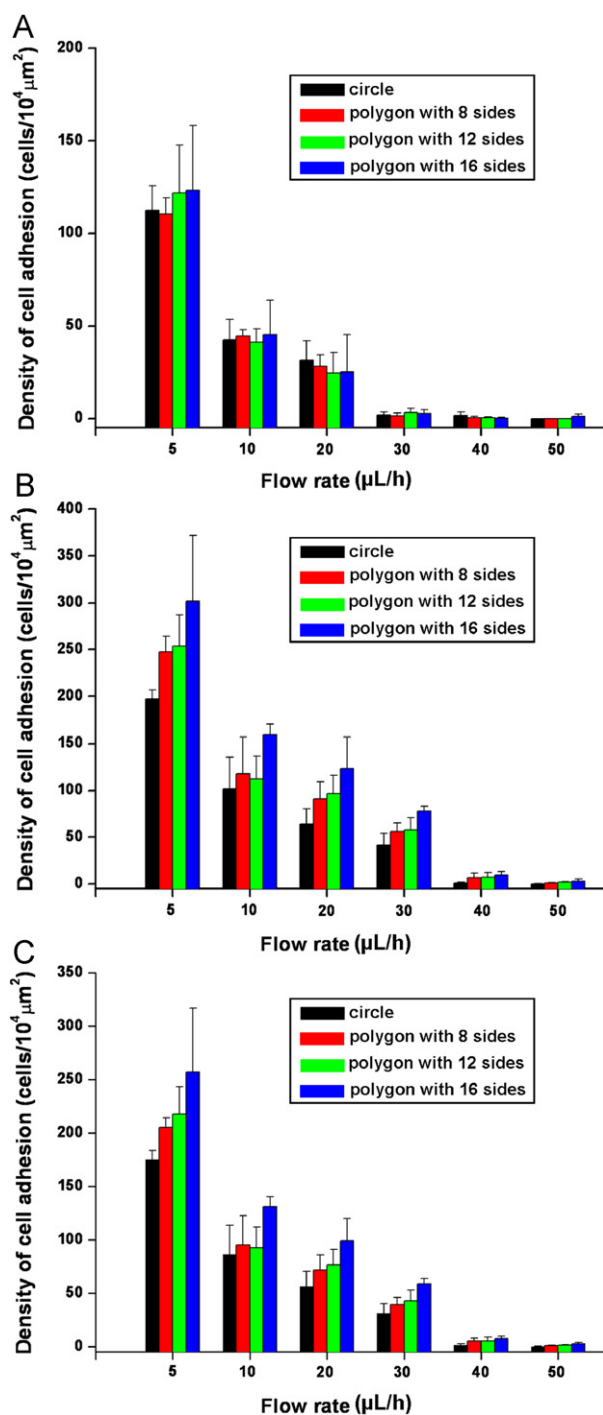 A
Density of cell adhesion (cells/10⁴µm²)
200
150
100
50
0
circle
polygon with 8 sides
polygon with 12 sides
polygon with 16 sides
5 10 20 30 40 50
Flow rate (µL/h)
B
Density of cell adhesion (cells/10⁴µm²)
400
350
300
250
200
150
100
50
0
circle
polygon with 8 sides
polygon with 12 sides
polygon with 16 sides
5 10 20 30 40 50
Flow rate (µL/h)
C
Density of cell adhesion (cells/10⁴µm²)
350
300
250
200
150
100
50
0
circle
polygon with 8 sides
polygon with 12 sides
polygon with 16 sides
5 10 20 30 40 50
Flow rate (µL/h)